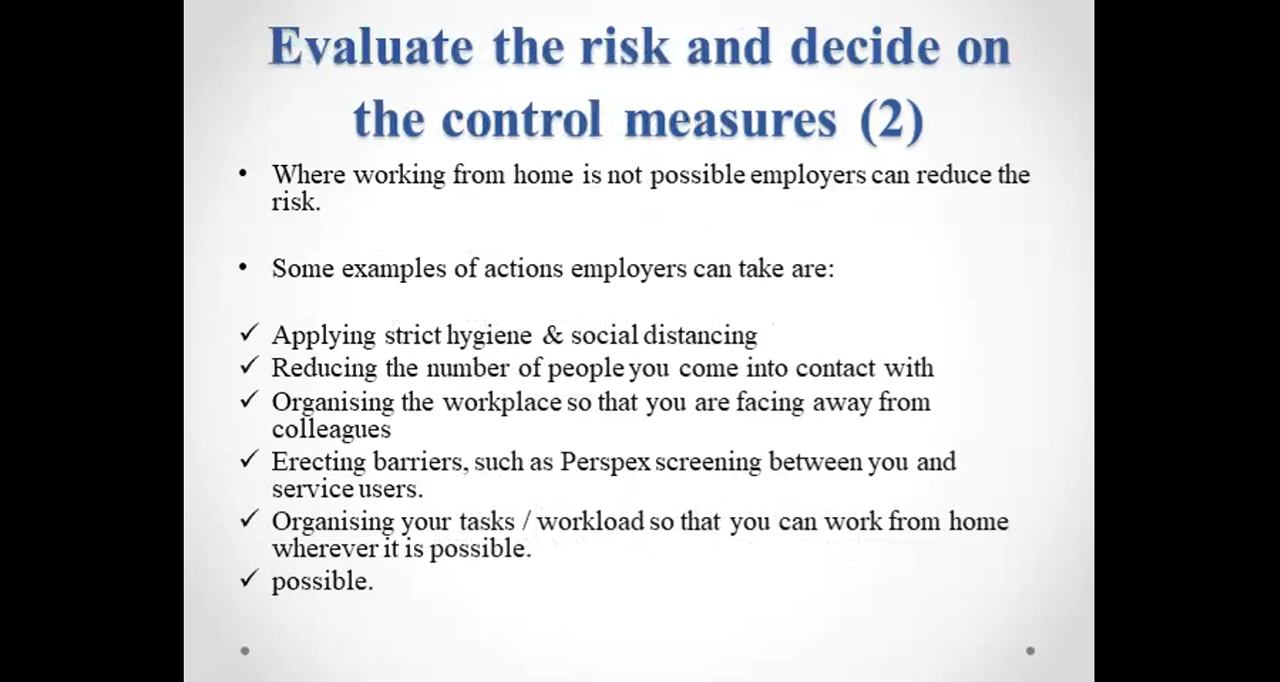 Evaluate the risk and decide on
the control measures (2)
• Where working from home is not possible employers can reduce the
risk.
• Some examples of actions employers can take are:
✓ Applying strict hygiene & social distancing
✓ Reducing the number of people you come into contact with
✓ Organising the workplace so that you are facing away from
colleagues
✓ Erecting barriers, such as Perspex screening between you and
service users.
✓ Organising your tasks / workload so that you can work from home
wherever it is possible.
✓ possible.